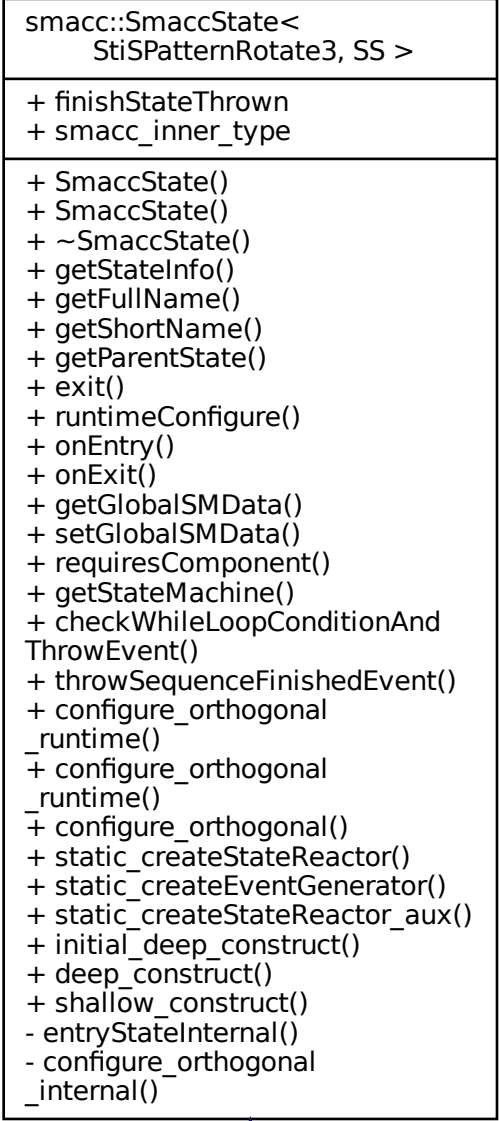 smacc::SmaccState<
StiSPatternRotate3, SS >
+ finishStateThrown
+ smacc_inner_type
+ SmaccState()
+ SmaccState()
+ ~SmaccState()
+ getStateInfo()
+ getFullName()
+ getShortName()
+ getParentState()
+ exit()
+ runtimeConfigure()
+ onEntry()
+ onExit()
+ getGlobalSMData()
+ setGlobalSMData()
+ requiresComponent()
+ getStateMachine()
+ checkWhileLoopConditionAnd
ThrowEvent()
+ throwSequenceFinishedEvent()
+ configure_orthogonal
_runtime()
+ configure_orthogonal
_runtime()
+ configure_orthogonal()
+ static_createStateReactor()
+ static_createEventGenerator()
+ static_createStateReactor_aux()
+ initial_deep_construct()
+ deep_construct()
+ shallow_construct()
- entryStateInternal()
- configure_orthogonal
_internal()